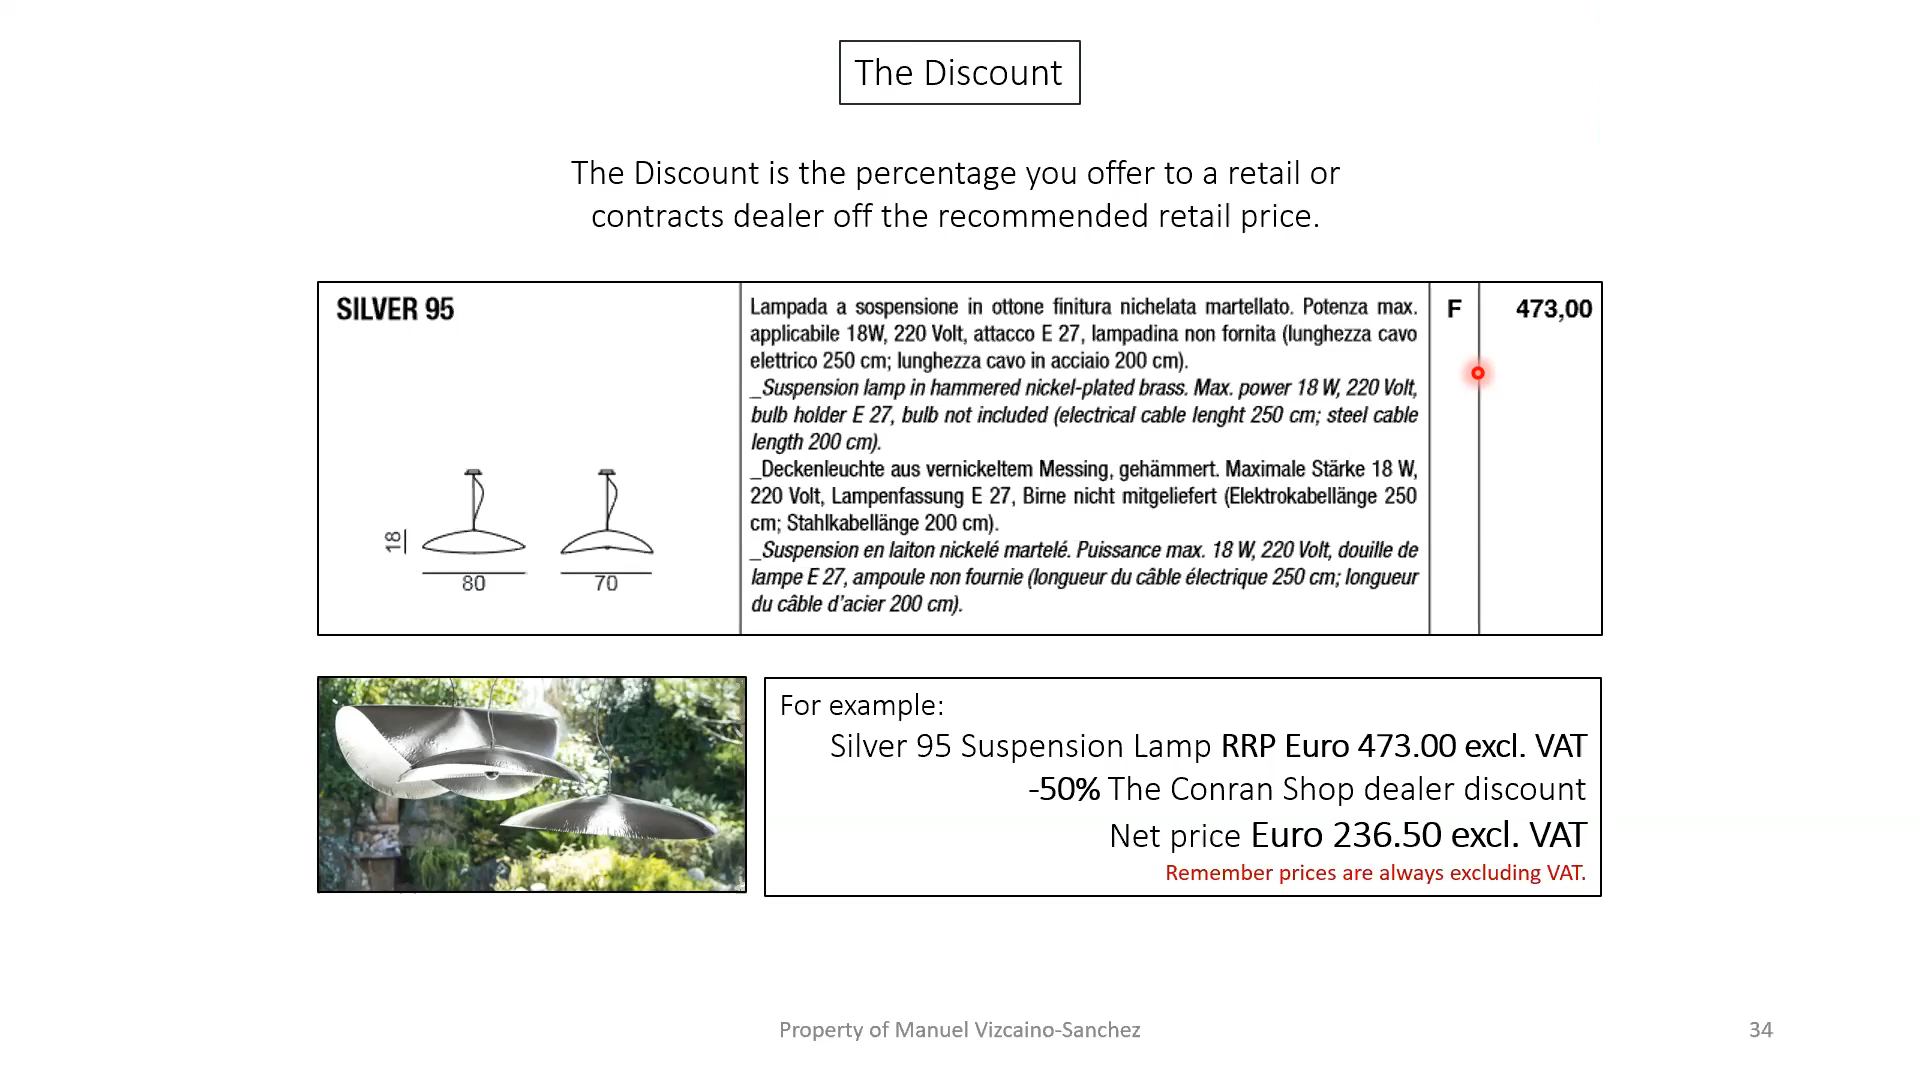 The Discount
The Discount is the percentage you offer to a retail or
contracts dealer off the recommended retail price.
SILVER 95
Lampada a sospensione in ottone finitura nichelata martellato. Potenza max.
applicabile 18W, 220 Volt, attacco E 27, lampadina non fornita (lunghezza cavo
elettrico 250 cm; lunghezza cavo in acciaio 200 cm).
_Suspension lamp in hammered nickel-plated brass. Max. power 18 W, 220 Volt,
bulb holder E 27, bulb not included (electrical cable lenght 250 cm; steel cable
length 200 cm).
_Deckenleuchte aus vernickeltem Messing, gehämmert. Maximale Stärke 18 W,
220 Volt, Lampenfassung E 27, Birne nicht mitgeliefert (Elektrokabellänge 250
cm; Stahlkabellänge 200 cm).
_Suspension en laiton nickelé martelé. Puissance max. 18 W, 220 Volt, douille de
lampe E 27, ampoule non fournie (longueur du câble électrique 250 cm; longueur
du câble d'acier 200 cm).
F
473,00
18
80
70
For example:
Silver 95 Suspension Lamp RRP Euro 473.00 excl. VAT
-50% The Conran Shop dealer discount
Net price Euro 236.50 excl. VAT
Remember prices are always excluding VAT.
Property of Manuel Vizcaino-Sanchez
34